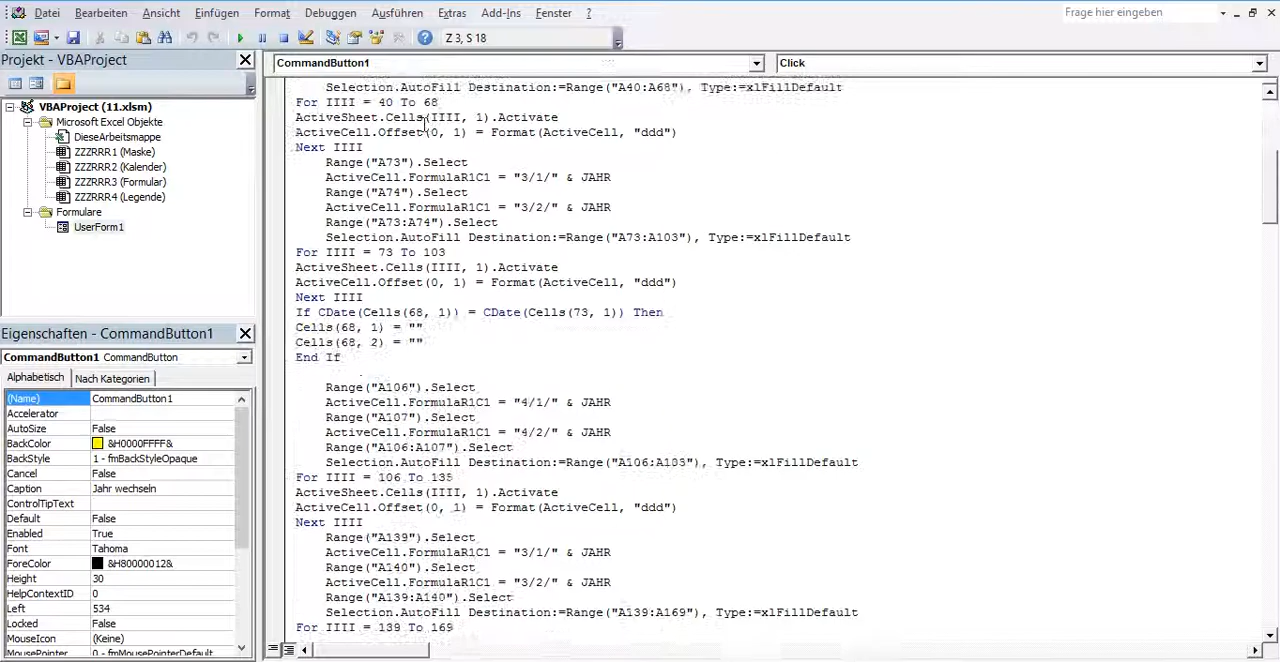 Datei Bearbeiten Ansicht Einfügen Format Debuggen Ausführen Extras Add-Ins Fenster ? Frage hier eingeben
Z 3, S 18
Projekt - VBAProject
VBAProject (11.xlsm)
Microsoft Excel Objekte
DieseArbeitsmappe
ZZZRRR1 (Maske)
ZZZRRR2 (Kalender)
ZZZRRR3 (Formular)
ZZZRRR4 (Legende)
Formulare
UserForm1
Eigenschaften - CommandButton1
CommandButton1 CommandButton
Alphabetisch Nach Kategorien
(Name) CommandButton1
Accelerator
AutoSize False
BackColor &H0000FFFF&
BackStyle 1 - fmBackStyleOpaque
Cancel False
Caption Jahr wechseln
ControlTipText
Default False
Enabled True
Font Tahoma
ForeColor &H80000012&
Height 30
HelpContextID 0
Left 534
Locked False
MouseIcon (Keine)
MousePointer 0 - fmMousePointerDefault
CommandButton1 Click
Selection.AutoFill Destination:=Range("A40:A68"), Type:=xlFillDefault
For IIII = 40 To 68
ActiveSheet.Cells(IIII, 1).Activate
ActiveCell.Offset(0, 1) = Format(ActiveCell, "ddd")
Next IIII
Range("A73").Select
ActiveCell.FormulaR1C1 = "3/1/" & JAHR
Range("A74").Select
ActiveCell.FormulaR1C1 = "3/2/" & JAHR
Range("A73:A74").Select
Selection.AutoFill Destination:=Range("A73:A103"), Type:=xlFillDefault
For IIII = 73 To 103
ActiveSheet.Cells(IIII, 1).Activate
ActiveCell.Offset(0, 1) = Format(ActiveCell, "ddd")
Next IIII
If CDate(Cells(68, 1)) = CDate(Cells(73, 1)) Then
Cells(68, 1) = ""
Cells(68, 2) = ""
End If
Range("A106").Select
ActiveCell.FormulaR1C1 = "4/1/" & JAHR
Range("A107").Select
ActiveCell.FormulaR1C1 = "4/2/" & JAHR
Range("A106:A107").Select
Selection.AutoFill Destination:=Range("A106:A135"), Type:=xlFillDefault
For IIII = 106 To 135
ActiveSheet.Cells(IIII, 1).Activate
ActiveCell.Offset(0, 1) = Format(ActiveCell, "ddd")
Next IIII
Range("A139").Select
ActiveCell.FormulaR1C1 = "3/1/" & JAHR
Range("A140").Select
ActiveCell.FormulaR1C1 = "3/2/" & JAHR
Range("A139:A140").Select
Selection.AutoFill Destination:=Range("A139:A169"), Type:=xlFillDefault
For IIII = 139 To 169